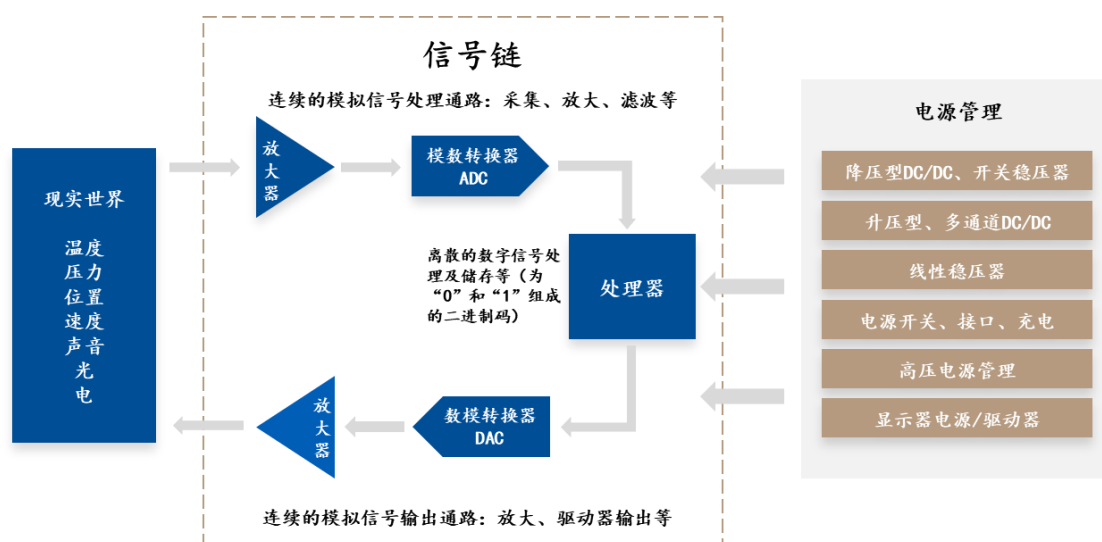 信号链
连续的模拟信号处理通路：采集、放大、滤波等
现实世界
温度
压力
位置
速度
声音
光
电
放
大
器
模数转换器
ADC
离散的数字信号处
理及储存等（为
“0”和“1”组成
的二进制码）
处理器
数模转换器
DAC
放
大
器
连续的模拟信号输出通路：放大、驱动器输出等
电源管理
降压型DC/DC、开关稳压器
升压型、多通道DC/DC
线性稳压器
电源开关、接口、充电
高压电源管理
显示器电源/驱动器